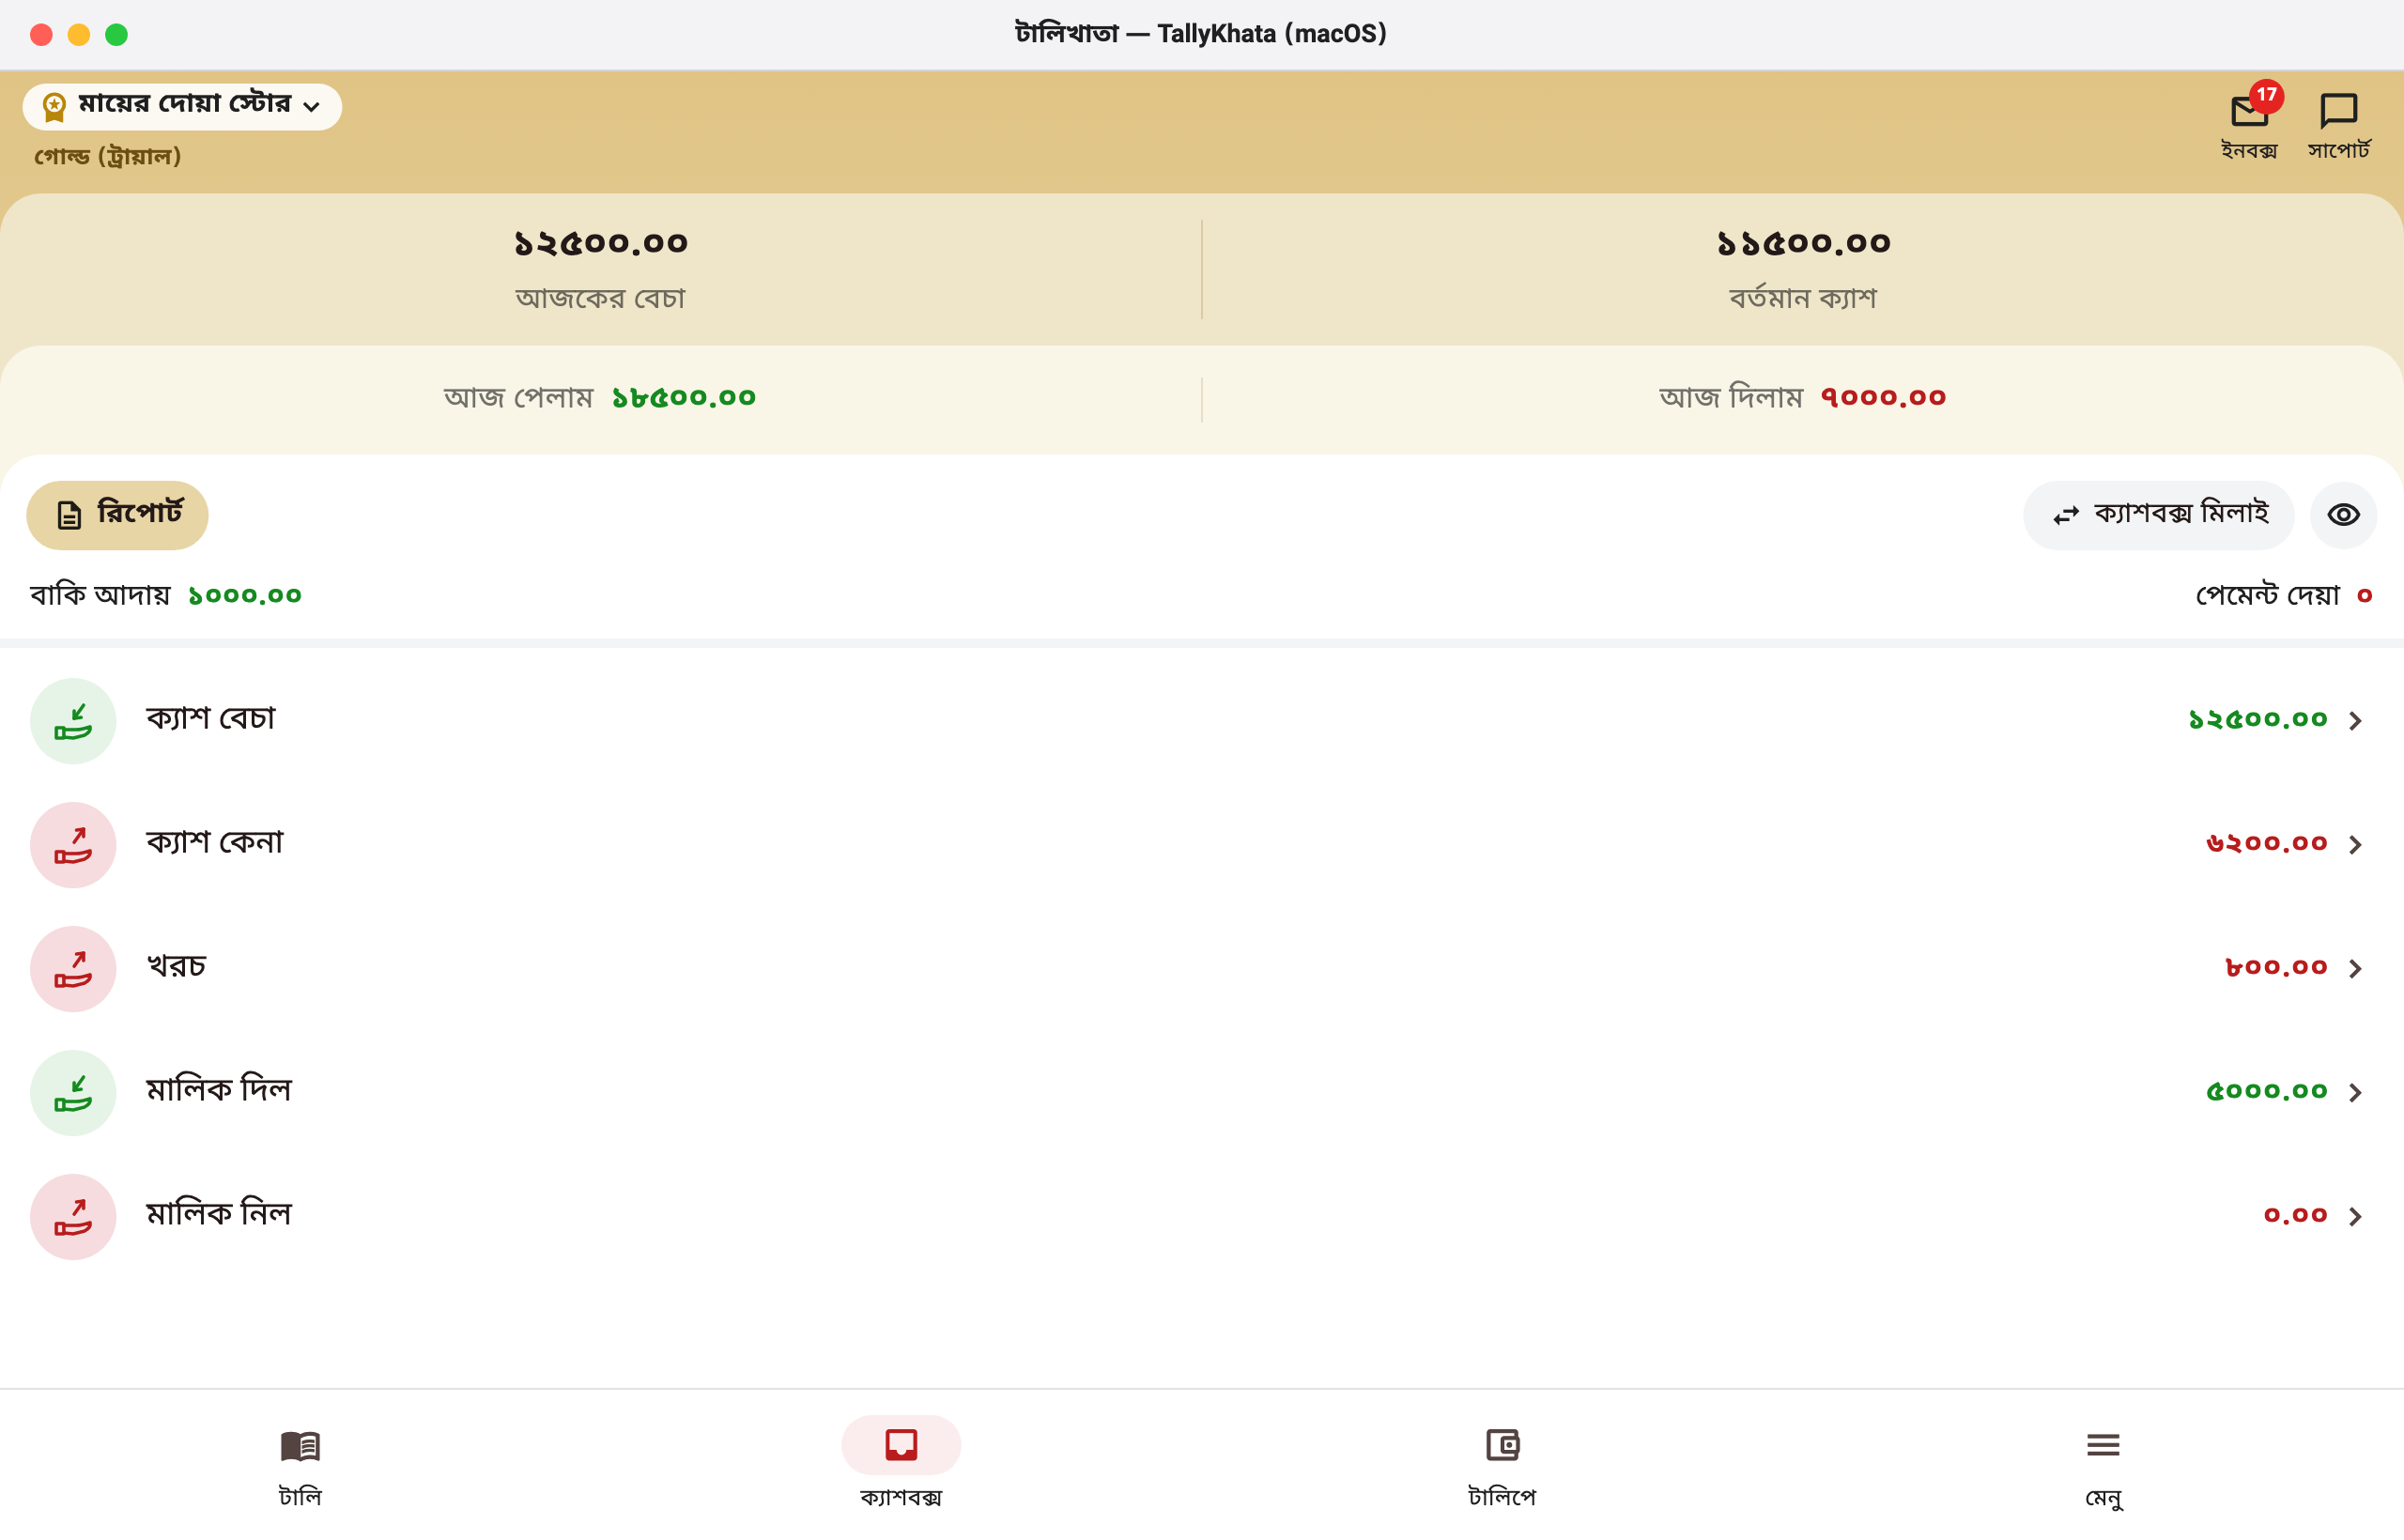 টালিখাতা — TallyKhata (macOS)
মায়ের দোয়া স্টোর
গোল্ড (ট্রায়াল)
17
ইনবক্স
সাপোর্ট
১২৫০০.০০
আজকের বেচা
১১৫০০.০০
বর্তমান ক্যাশ
আজ পেলাম ১৮৫০০.০০
আজ দিলাম ৭০০০.০০
রিপোর্ট
ক্যাশবক্স মিলাই
বাকি আদায় ১০০০.০০
পেমেন্ট দেয়া ০
ক্যাশ বেচা ১২৫০০.০০
ক্যাশ কেনা ৬২০০.০০
খরচ ৮০০.০০
মালিক দিল ৫০০০.০০
মালিক নিল ০.০০
টালি
ক্যাশবক্স
টালিপে
মেনু